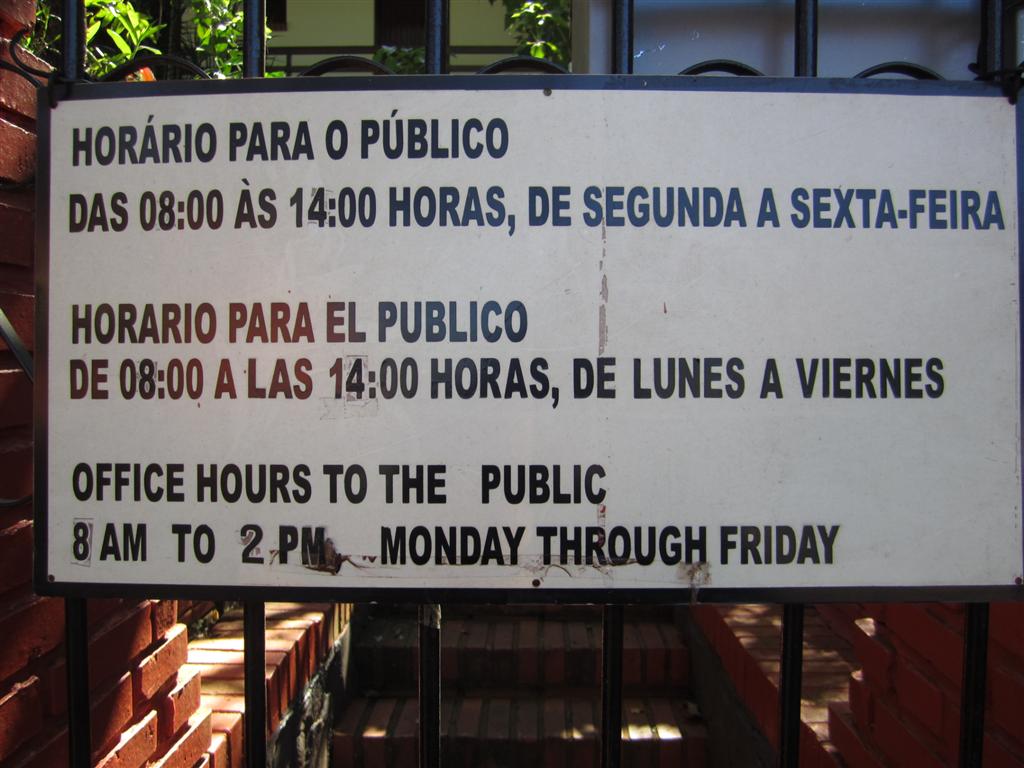 HORÁRIO PARA O PÚBLICO
DAS 08:00 ÀS 14:00 HORAS, DE SEGUNDA A SEXTA-FEIRA
HORARIO PARA EL PUBLICO
DE 08:00 A LAS 14:00 HORAS, DE LUNES A VIERNES
OFFICE HOURS TO THE PUBLIC
8 AM TO 2 PM MONDAY THROUGH FRIDAY